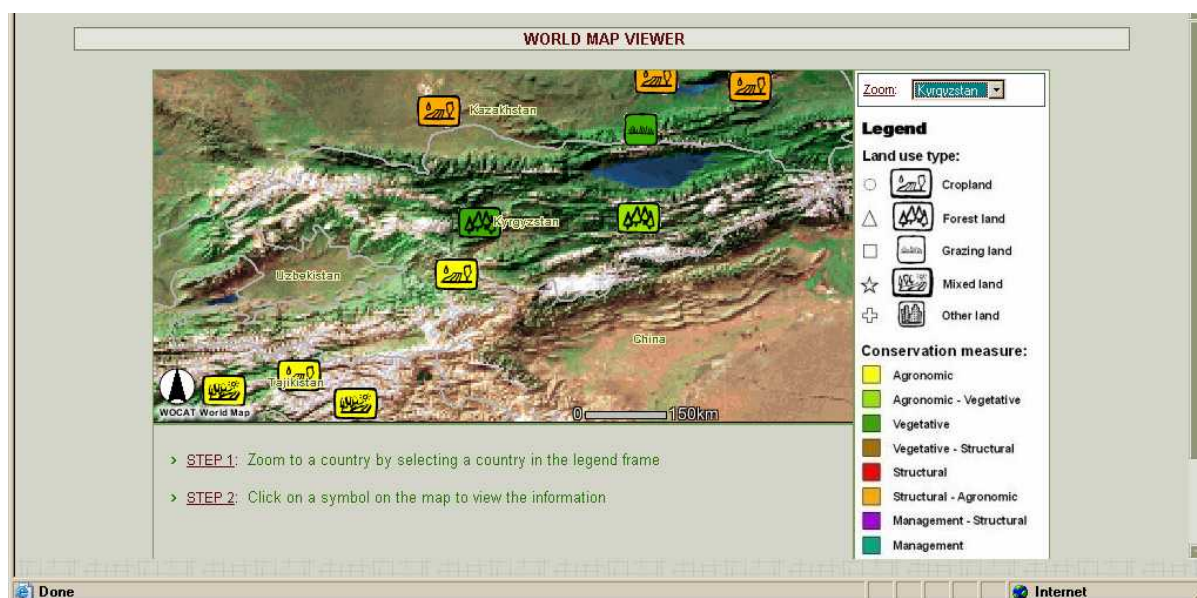 WORLD MAP VIEWER
Kazakhstan
Kyrgyzstan
Uzbekistan
China
Tajikistan
WOCAT World Map
0 150km
Zoom: Kyrgyzstan
Legend
Land use type:
Cropland
Forest land
Grazing land
Mixed land
Other land
Conservation measure:
Agronomic
Agronomic - Vegetative
Vegetative
Vegetative - Structural
Structural
Structural - Agronomic
Management - Structural
Management
> STEP 1: Zoom to a country by selecting a country in the legend frame
> STEP 2: Click on a symbol on the map to view the information
Done
Internet